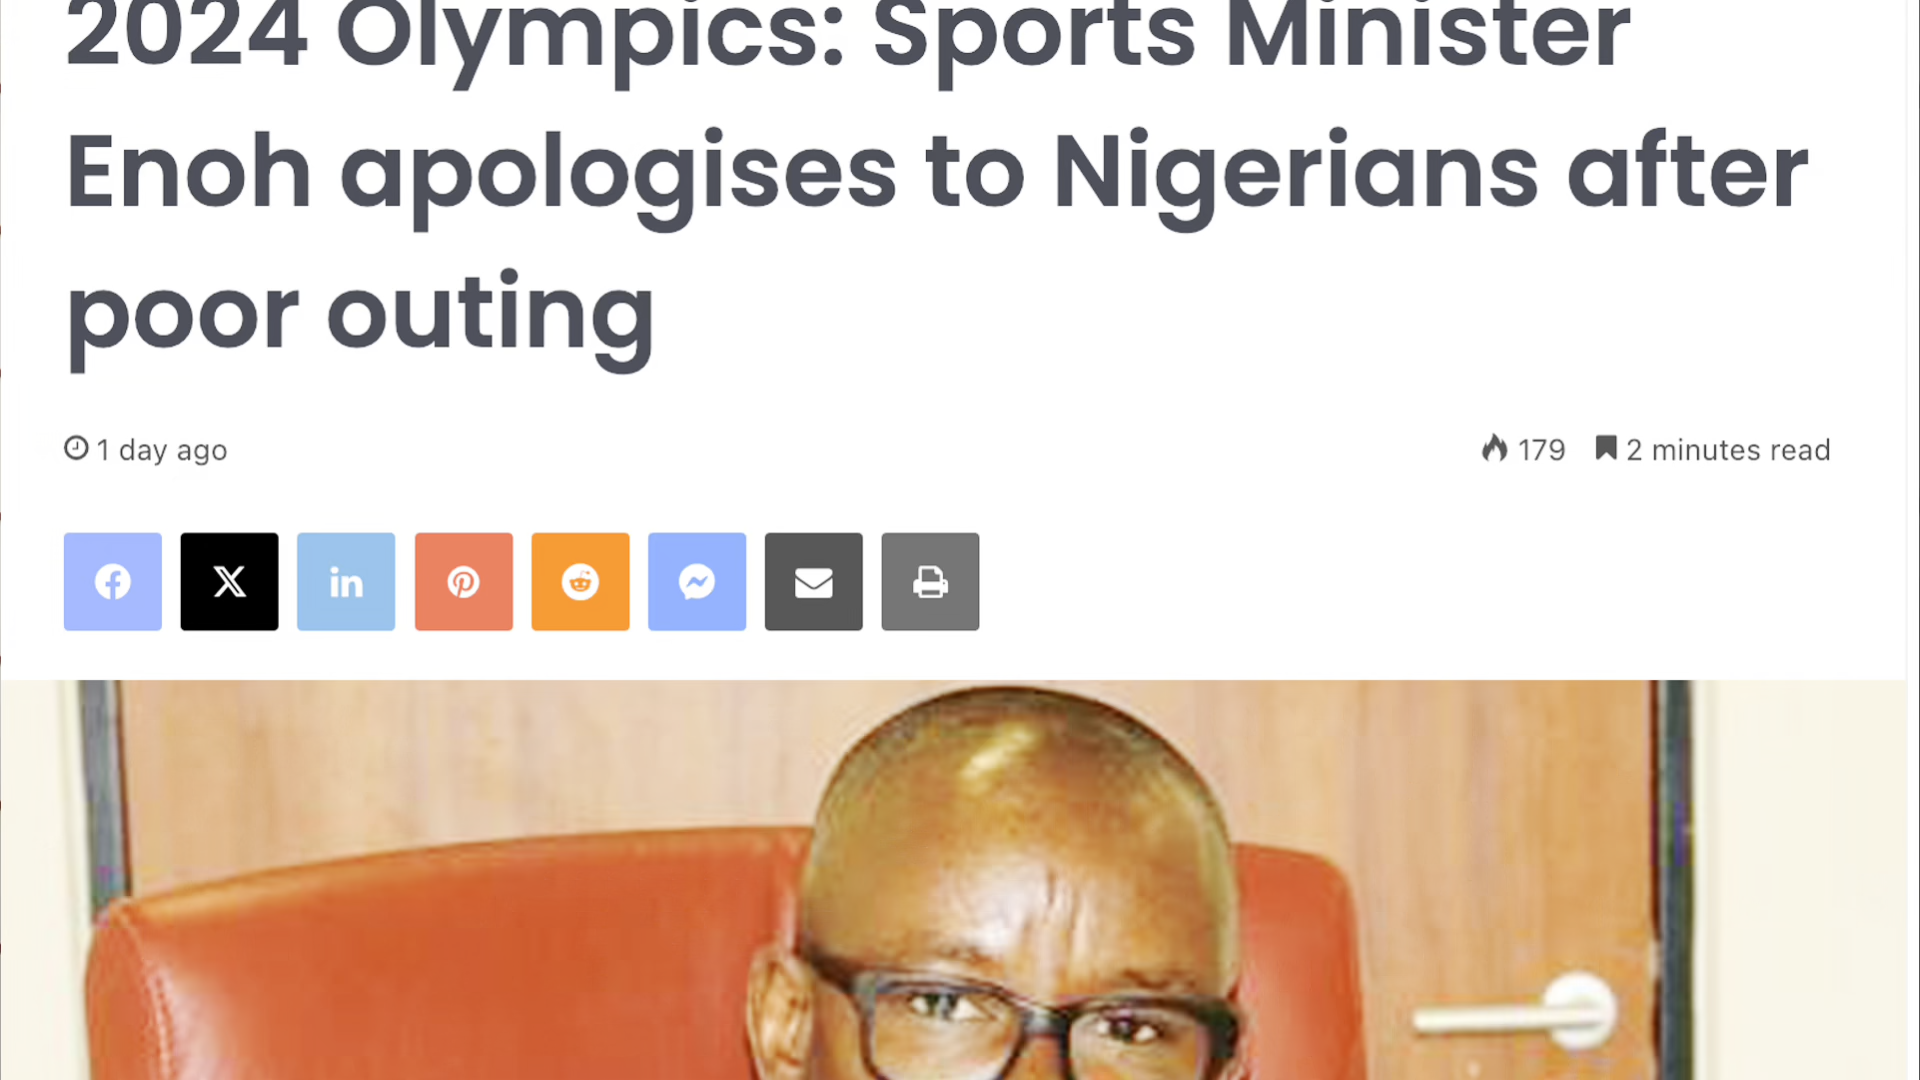 2024 Olympics: Sports Minister
Enoh apologises to Nigerians after
poor outing
1 day ago
179
2 minutes read